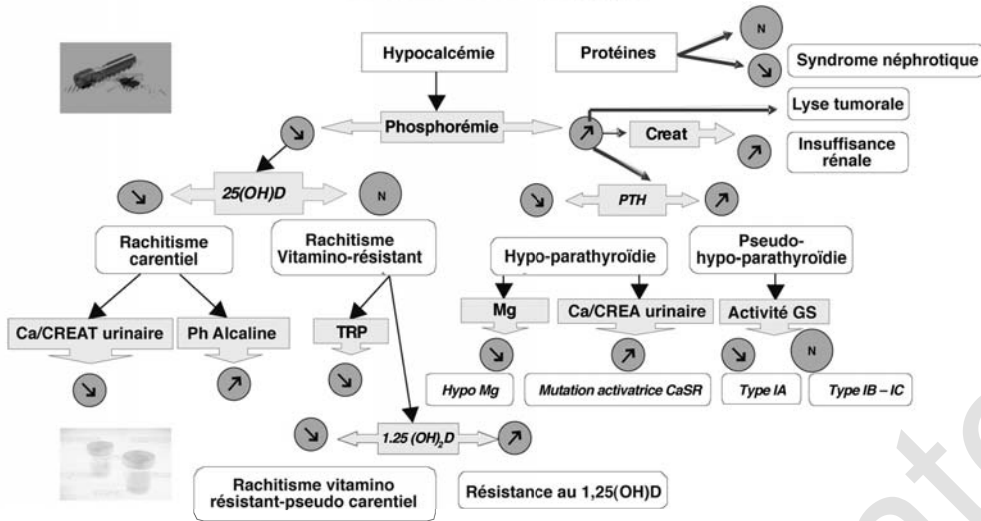 Hypocalcémie
Protéines
N
Syndrome néphrotique
Lyse tumorale
Phosphorémie
Creat
Insuffisance
rénale
25(OH)D
N
PTH
Rachitisme
carentiel
Rachitisme
Vitamino-résistant
Hypo-parathyroïdie
Pseudo-
hypo-parathyroïdie
Ca/CREAT urinaire
Ph Alcaline
TRP
Mg
Ca/CREA urinaire
Activité GS
N
Hypo Mg
Mutation activatrice CaSR
Type IA
Type IB – IC
1.25 (OH)₂D
Rachitisme vitamino
résistant-pseudo carentiel
Résistance au 1,25(OH)D